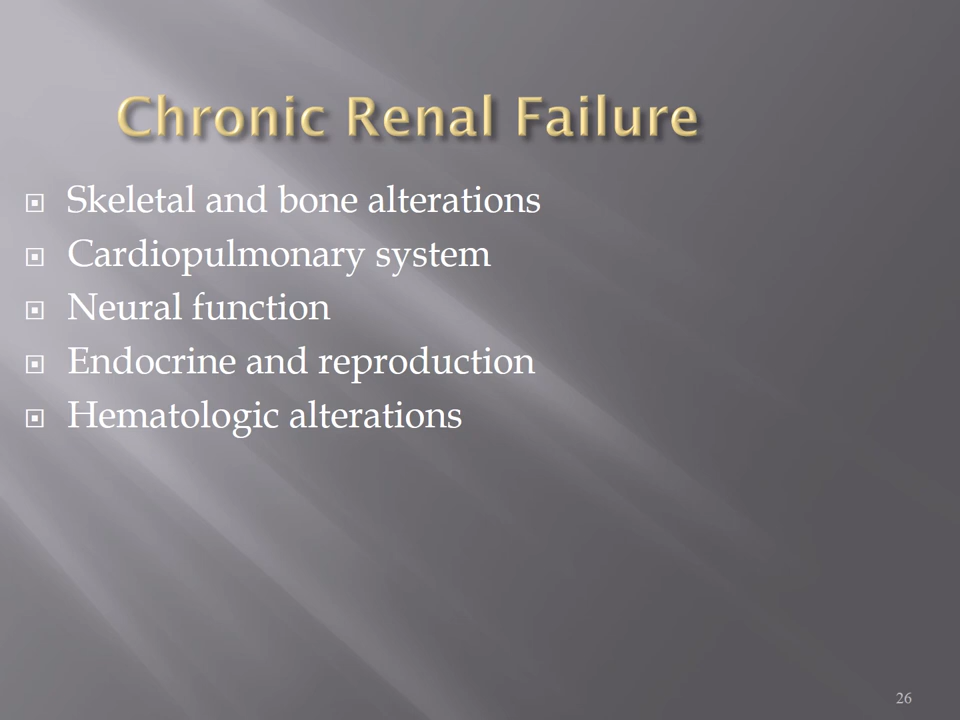 Chronic Renal Failure
Skeletal and bone alterations
Cardiopulmonary system
Neural function
Endocrine and reproduction
Hematologic alterations
26